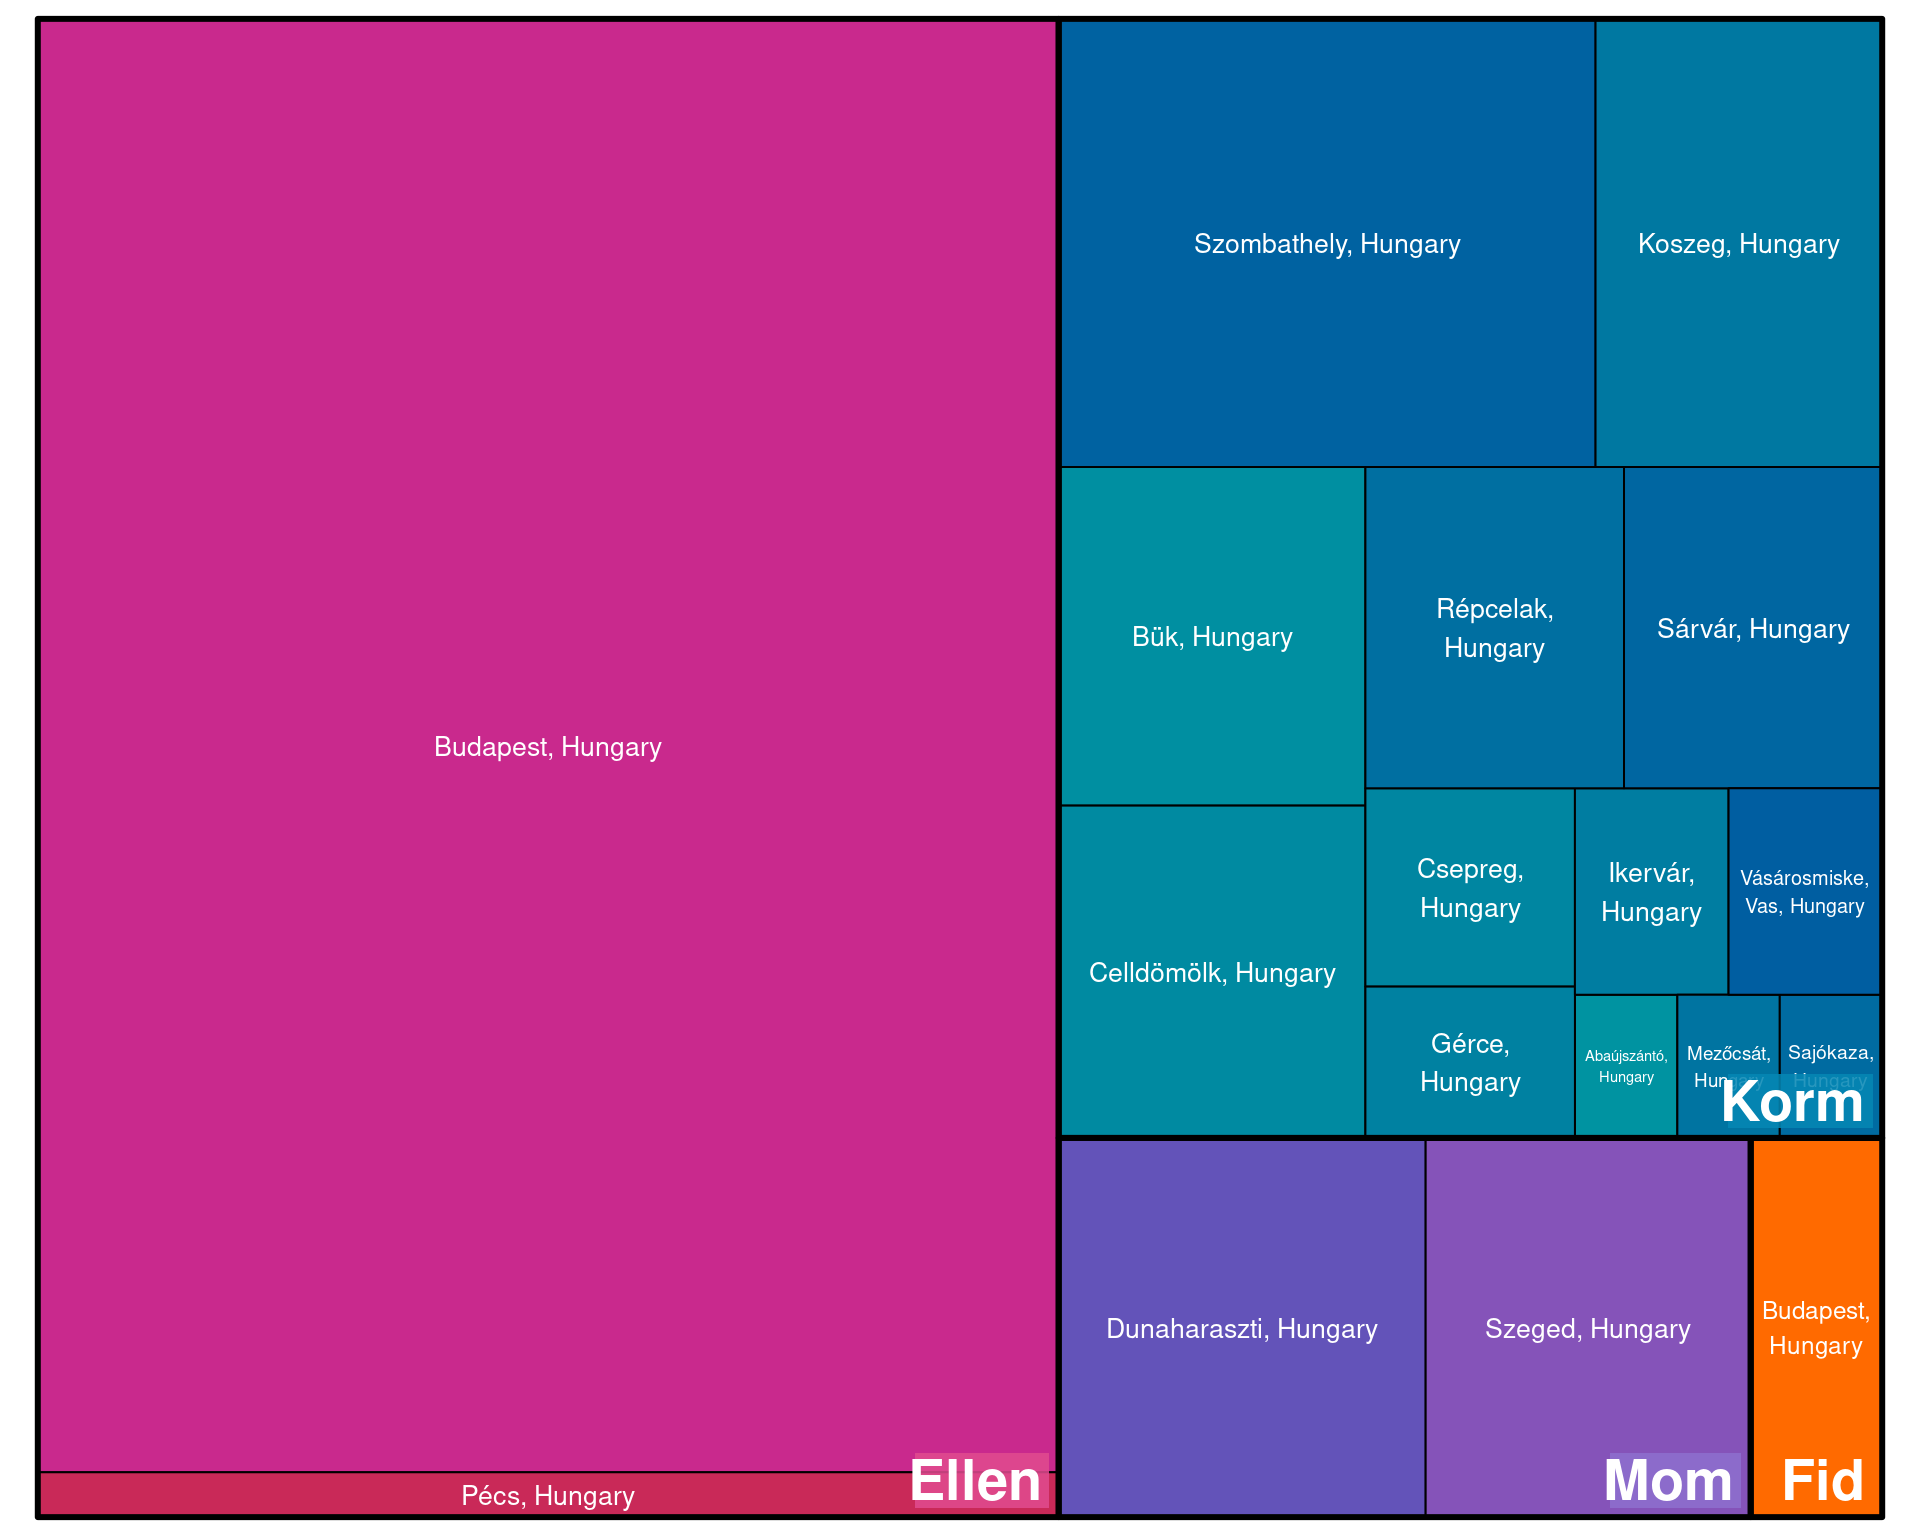 Budapest, Hungary
Pécs, Hungary
Ellen
Szombathely, Hungary
Koszeg, Hungary
Bük, Hungary
Répcelak,
Hungary
Sárvár, Hungary
Celldömölk, Hungary
Csepreg,
Hungary
Ikervár,
Hungary
Vásárosmiske,
Vas, Hungary
Gérce,
Hungary
Abaújszántó,
Hungary
Mezőcsát,
Hungary
Sajókaza,
Hungary
Korm
Dunaharaszti, Hungary
Szeged, Hungary
Mom
Budapest,
Hungary
Fid